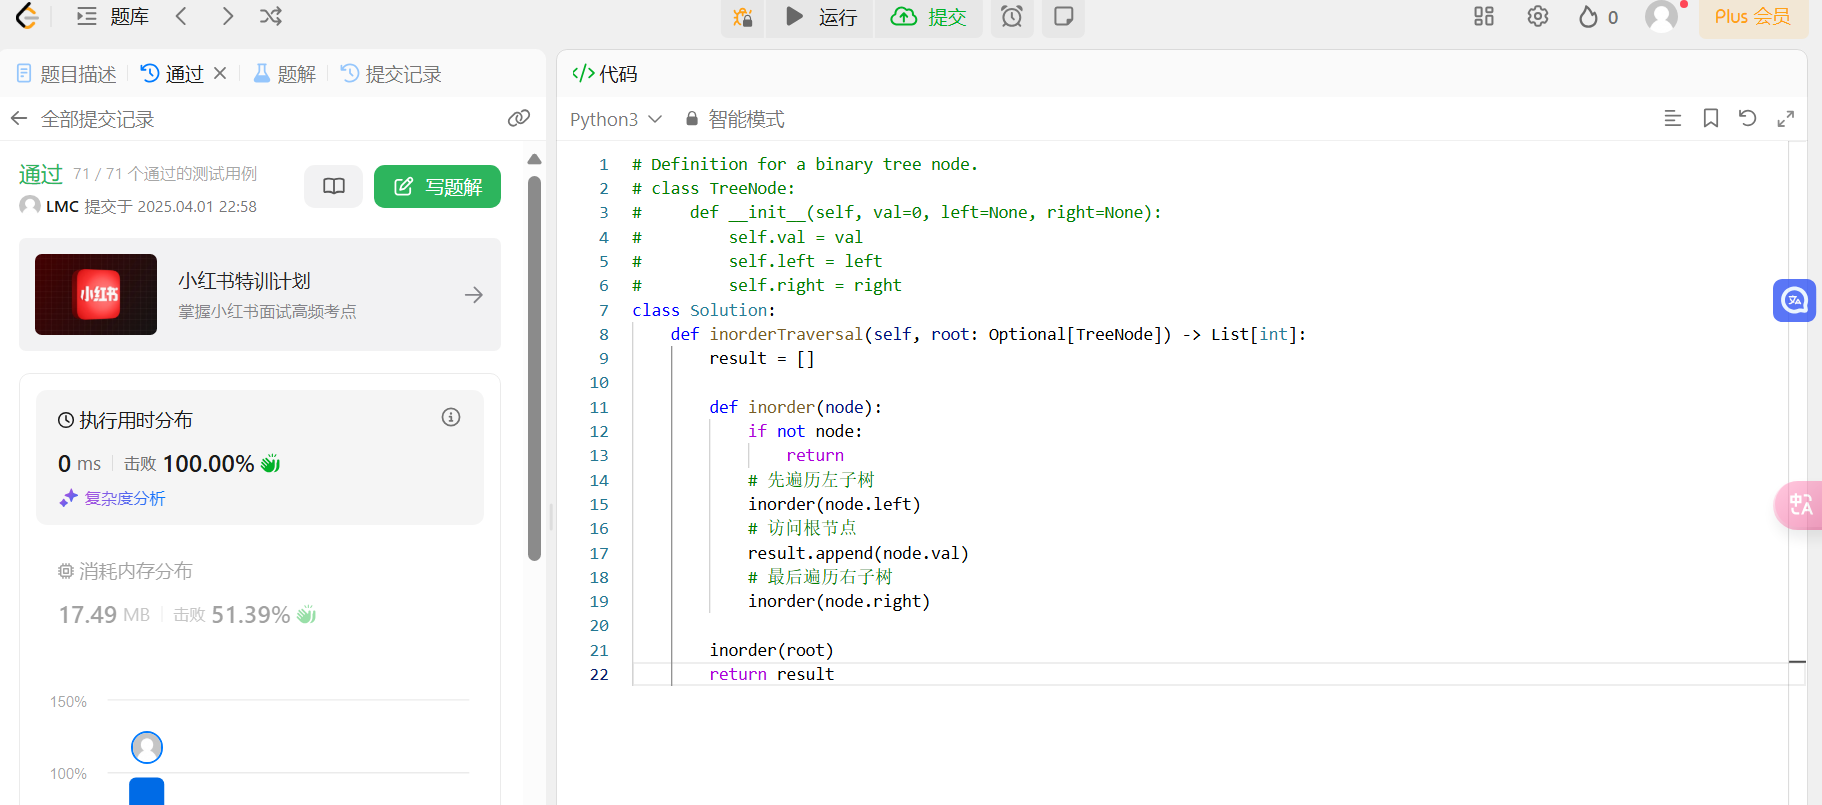 题库
运行
提交
0
Plus 会员
题目描述
通过
题解
提交记录
全部提交记录
通过 71 / 71 个通过的测试用例
LMC 提交于 2025.04.01 22:58
写题解
小红书
小红书特训计划
掌握小红书面试高频考点
执行用时分布
0 ms 击败 100.00%
复杂度分析
消耗内存分布
17.49 MB 击败 51.39%
150%
100%
</>代码
Python3 智能模式
1 # Definition for a binary tree node.
2 # class TreeNode:
3 #     def __init__(self, val=0, left=None, right=None):
4 #         self.val = val
5 #         self.left = left
6 #         self.right = right
7 class Solution:
8     def inorderTraversal(self, root: Optional[TreeNode]) -> List[int]:
9         result = []
10
11         def inorder(node):
12             if not node:
13                 return
14             # 先遍历左子树
15             inorder(node.left)
16             # 访问根节点
17             result.append(node.val)
18             # 最后遍历右子树
19             inorder(node.right)
20
21         inorder(root)
22         return result
中A